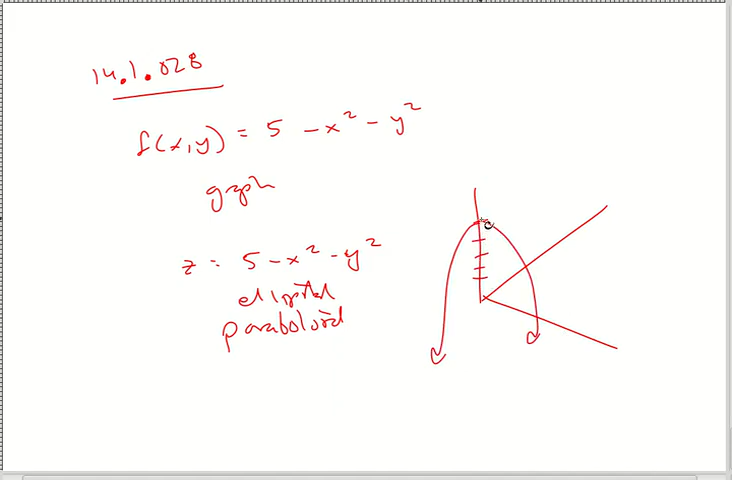 14.1.028
f(x,y) = 5 - x² - y²
graph
z = 5 - x² - y²
elliptical
paraboloid